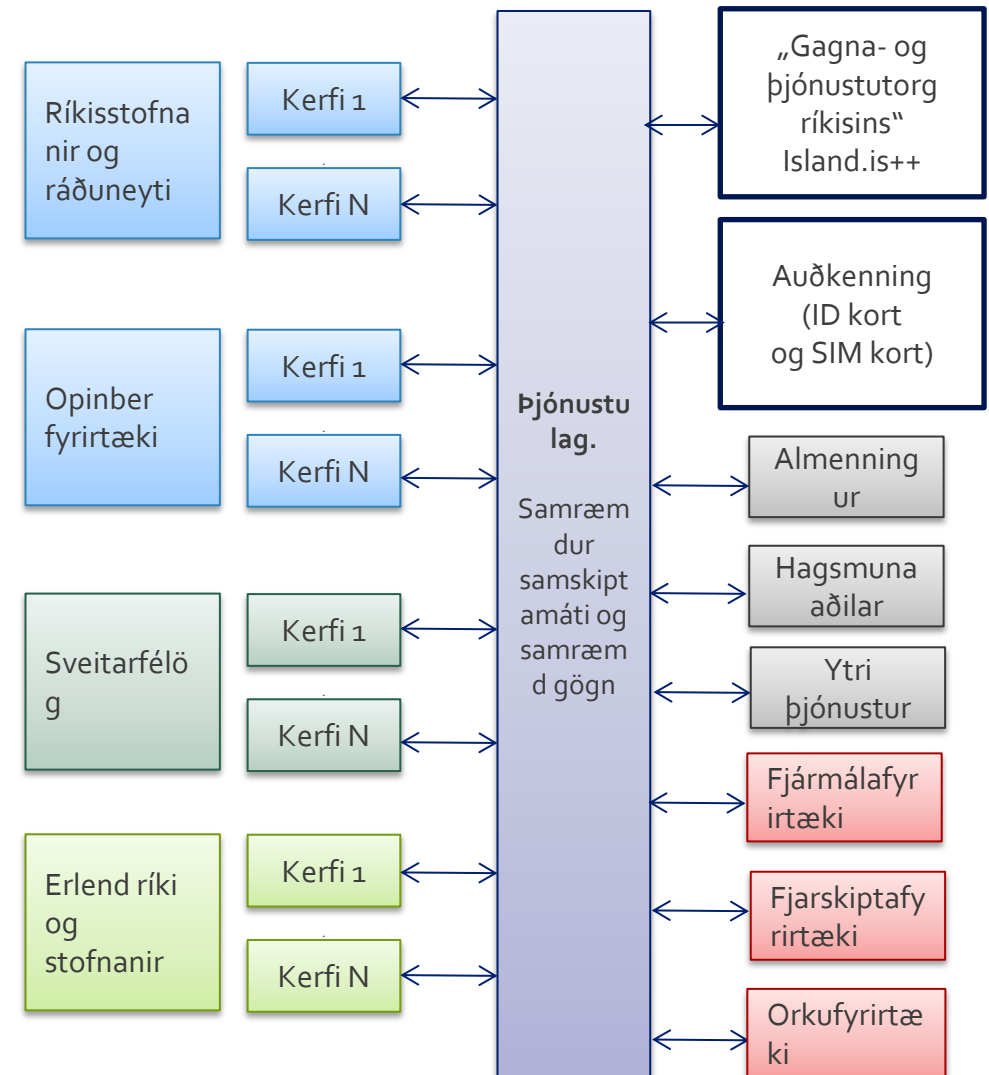 Ríkisstofna
nir og
ráðuneyti
Kerfi 1
.
Kerfi N
Opinber
fyrirtæki
Kerfi 1
.
Kerfi N
Sveitarfélö
g
Kerfi 1
.
Kerfi N
Erlend ríki
og
stofnanir
Kerfi 1
.
Kerfi N
Þjónustu
lag.
Samræm
dur
samskipt
amáti og
samræm
d gögn
„Gagna- og
þjónustutorg
ríkisins“
Island.is++
Auðkenning
(ID kort
og SIM kort)
Almenning
ur
Hagsmuna
aðilar
Ytri
þjónustur
Fjármálafyr
irtæki
Fjarskiptafy
rirtæki
Orkufyrirtæ
ki